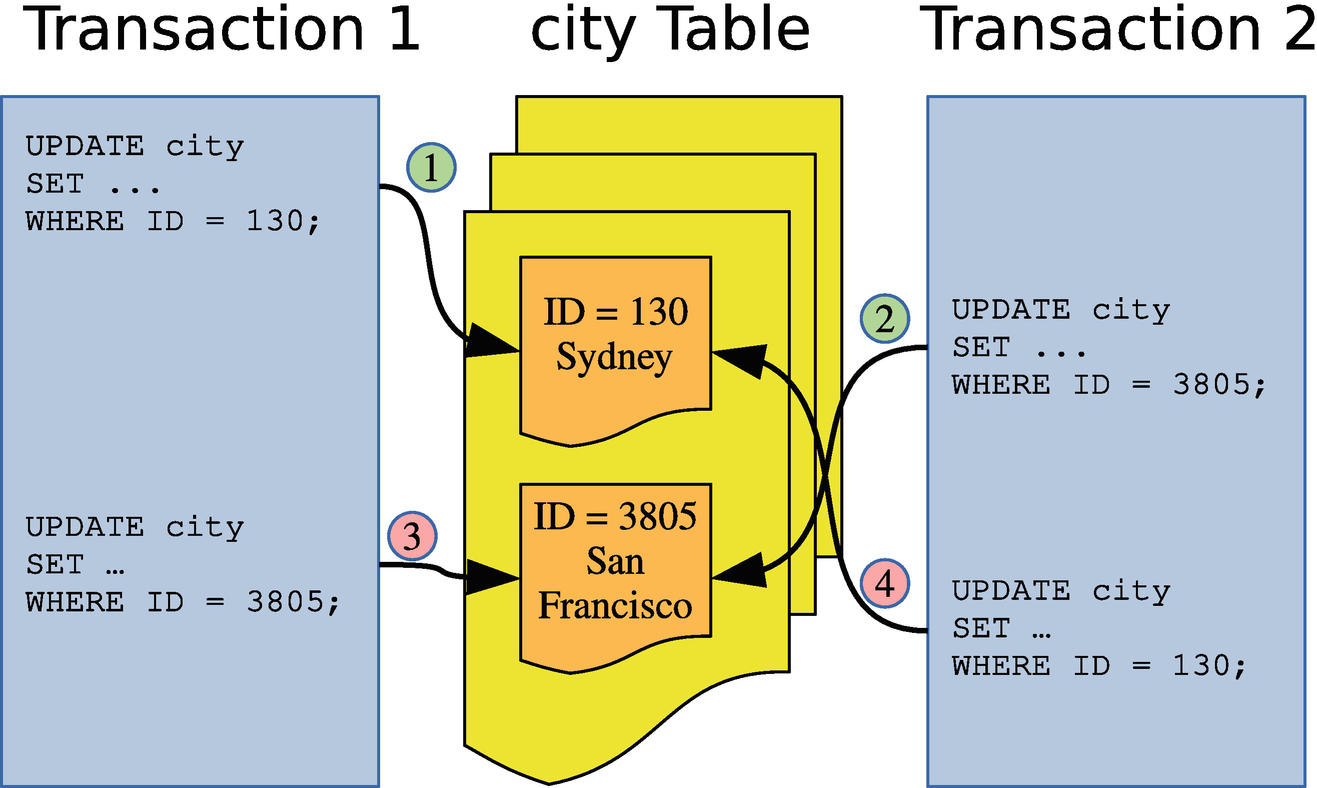 Transaction 1
city Table
Transaction 2
UPDATE city
SET ...
WHERE ID = 130;
1
ID = 130
Sydney
2
UPDATE city
SET ...
WHERE ID = 3805;
UPDATE city
SET …
WHERE ID = 3805;
3
ID = 3805
San
Francisco
4
UPDATE city
SET …
WHERE ID = 130;